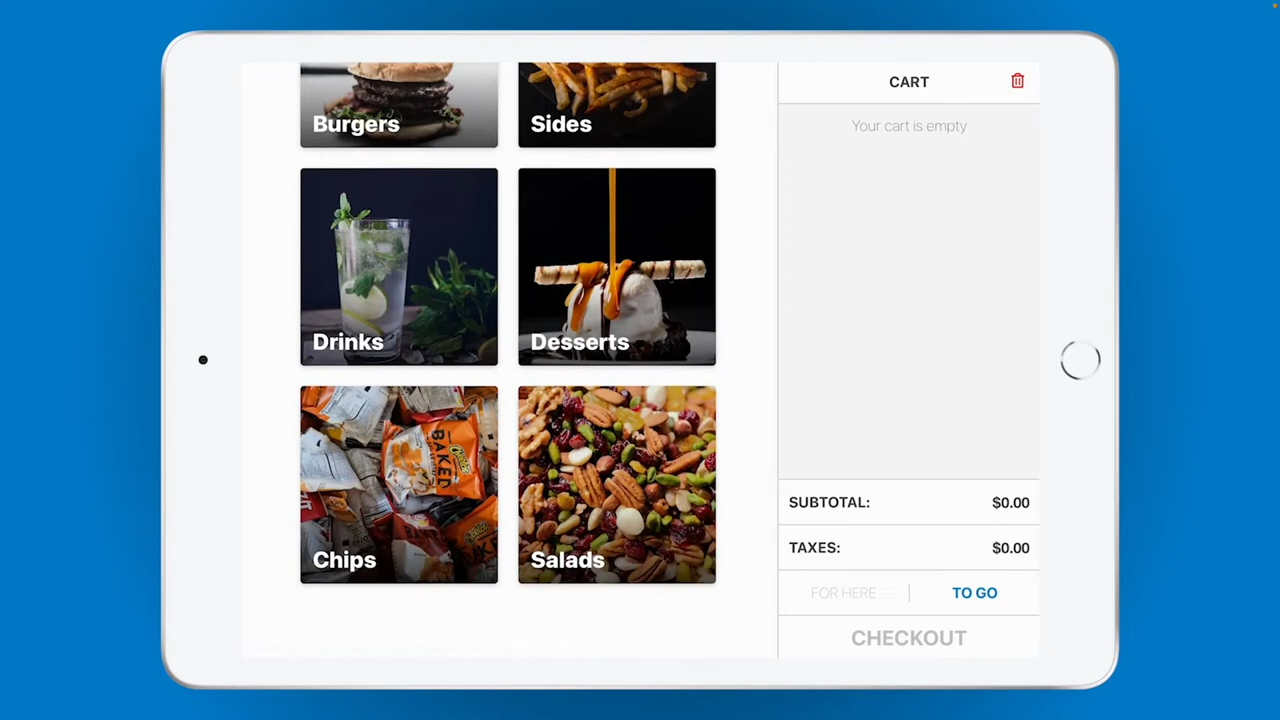 Burgers
Sides
Drinks
Desserts
BAKED
Chips
Salads
CART
Your cart is empty
SUBTOTAL: $0.00
TAXES: $0.00
FOR HERE | TO GO
CHECKOUT